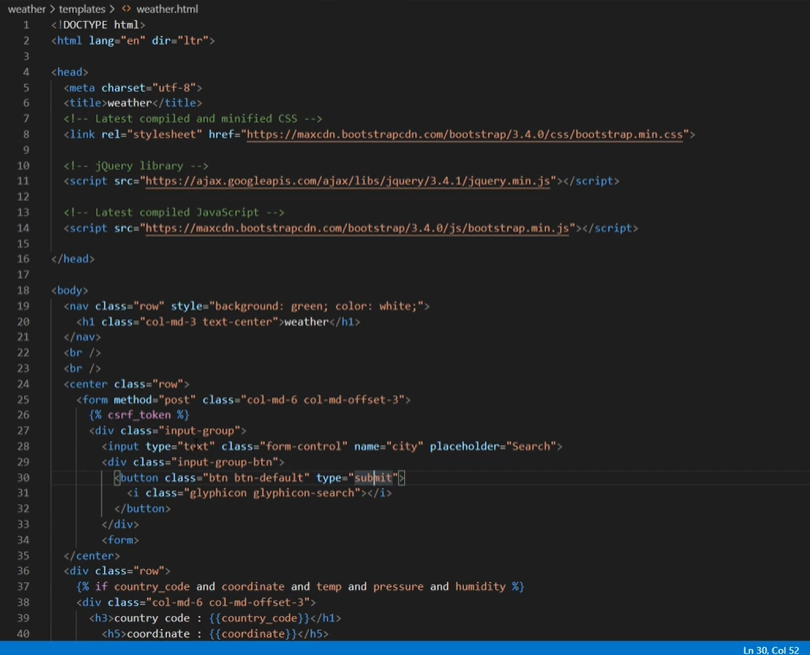 weather > templates > <> weather.html
1 <!DOCTYPE html>
2 <html lang="en" dir="ltr">
3
4 <head>
5 <meta charset="utf-8">
6 <title>weather</title>
7 <!-- Latest compiled and minified CSS -->
8 <link rel="stylesheet" href="https://maxcdn.bootstrapcdn.com/bootstrap/3.4.0/css/bootstrap.min.css">
9
10 <!-- jQuery library -->
11 <script src="https://ajax.googleapis.com/ajax/libs/jquery/3.4.1/jquery.min.js"></script>
12
13 <!-- Latest compiled JavaScript -->
14 <script src="https://maxcdn.bootstrapcdn.com/bootstrap/3.4.0/js/bootstrap.min.js"></script>
15
16 </head>
17
18 <body>
19 <nav class="row" style="background: green; color: white;">
20 <h1 class="col-md-3 text-center">weather</h1>
21 </nav>
22 <br />
23 <br />
24 <center class="row">
25 <form method="post" class="col-md-6 col-md-offset-3">
26 {% csrf_token %}
27 <div class="input-group">
28 <input type="text" class="form-control" name="city" placeholder="Search">
29 <div class="input-group-btn">
30 <button class="btn btn-default" type="submit">
31 <i class="glyphicon glyphicon-search"></i>
32 </button>
33 </div>
34 <form>
35 </center>
36 <div class="row">
37 {% if country_code and coordinate and temp and pressure and humidity %}
38 <div class="col-md-6 col-md-offset-3">
39 <h3>country code : {{country_code}}</h1>
40 <h5>coordinate : {{coordinate}}</h5>
Ln 30, Col 52